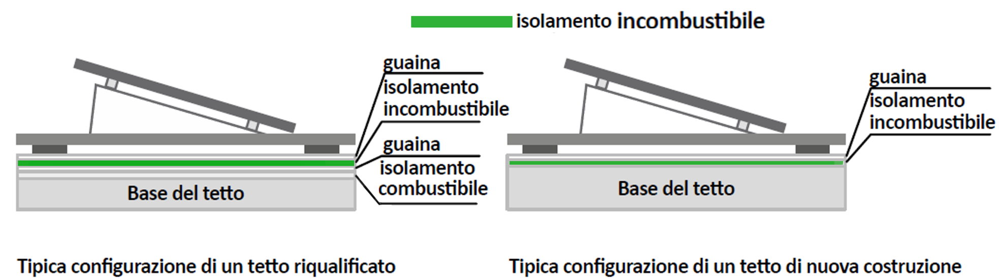 isolamento incombustibile
guaina
isolamento
incombustibile
guaina
isolamento
combustibile
Base del tetto
Tipica configurazione di un tetto riqualificato
guaina
isolamento
incombustibile
Base del tetto
Tipica configurazione di un tetto di nuova costruzione